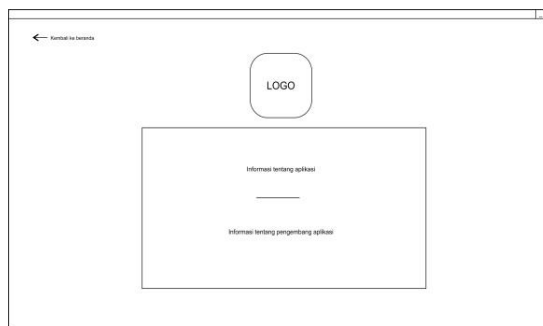 Kembali ke beranda
LOGO
Informasi tentang aplikasi
Informasi tentang pengembang aplikasi